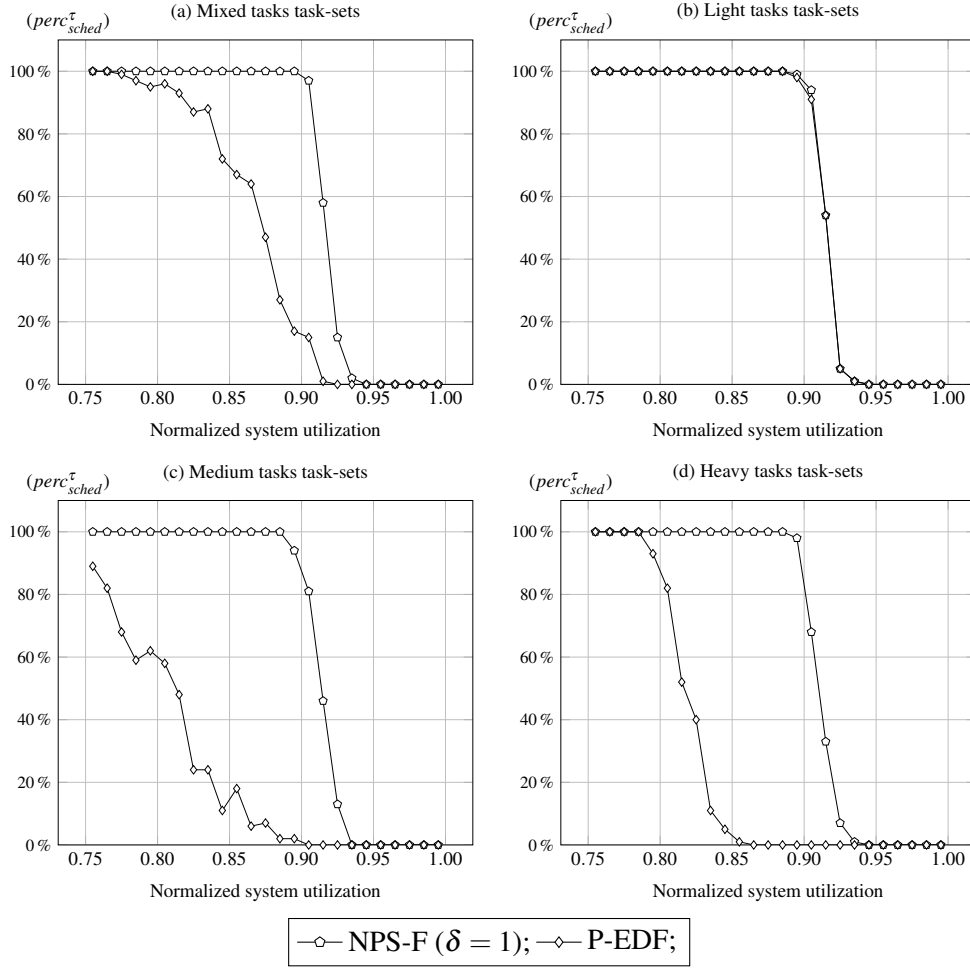 (perc^τ_sched)
(a) Mixed tasks task-sets
100 %
80 %
60 %
40 %
20 %
0 %
0.75 0.80 0.85 0.90 0.95 1.00
Normalized system utilization
(perc^τ_sched)
(b) Light tasks task-sets
100 %
80 %
60 %
40 %
20 %
0 %
0.75 0.80 0.85 0.90 0.95 1.00
Normalized system utilization
(perc^τ_sched)
(c) Medium tasks task-sets
100 %
80 %
60 %
40 %
20 %
0 %
0.75 0.80 0.85 0.90 0.95 1.00
Normalized system utilization
(perc^τ_sched)
(d) Heavy tasks task-sets
100 %
80 %
60 %
40 %
20 %
0 %
0.75 0.80 0.85 0.90 0.95 1.00
Normalized system utilization
NPS-F (δ = 1); P-EDF;